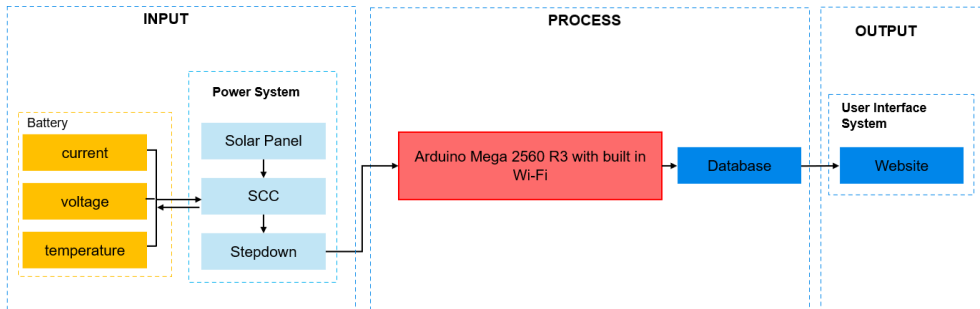 INPUT
Battery
current
voltage
temperature
Power System
Solar Panel
SCC
Stepdown
PROCESS
Arduino Mega 2560 R3 with built in
Wi-Fi
Database
OUTPUT
User Interface
System
Website